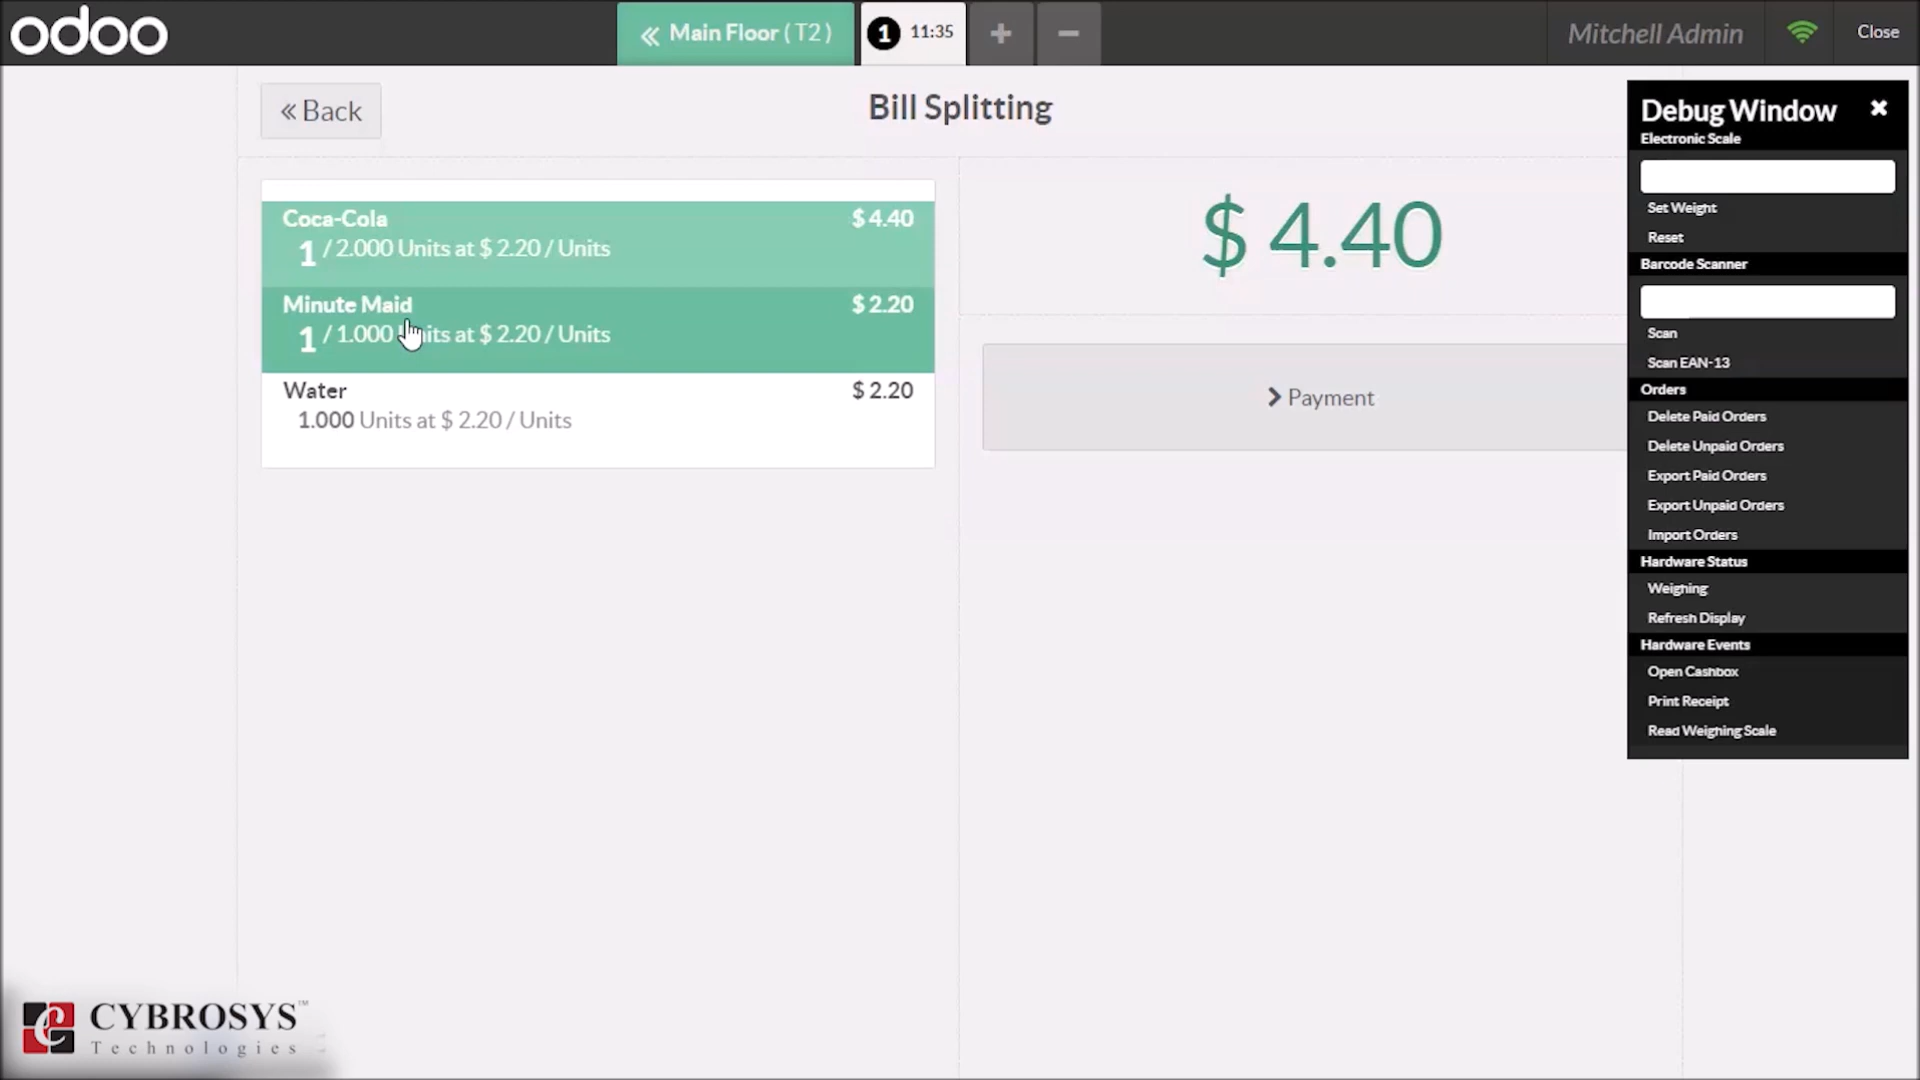 odoo
Main Floor ( T2 )
1 11:35
+
−
Mitchell Admin
Close
Back
Bill Splitting
Coca-Cola $ 4.40
1 / 2.000 Units at $ 2.20 / Units
Minute Maid $ 2.20
1 / 1.000 Units at $ 2.20 / Units
Water $ 2.20
1.000 Units at $ 2.20 / Units
$ 4.40
Payment
Debug Window
Electronic Scale
Set Weight
Reset
Barcode Scanner
Scan
Scan EAN-13
Orders
Delete Paid Orders
Delete Unpaid Orders
Export Paid Orders
Export Unpaid Orders
Import Orders
Hardware Status
Weighing
Refresh Display
Hardware Events
Open Cashbox
Print Receipt
Read Weighing Scale
CYBROSYS™
Technologies